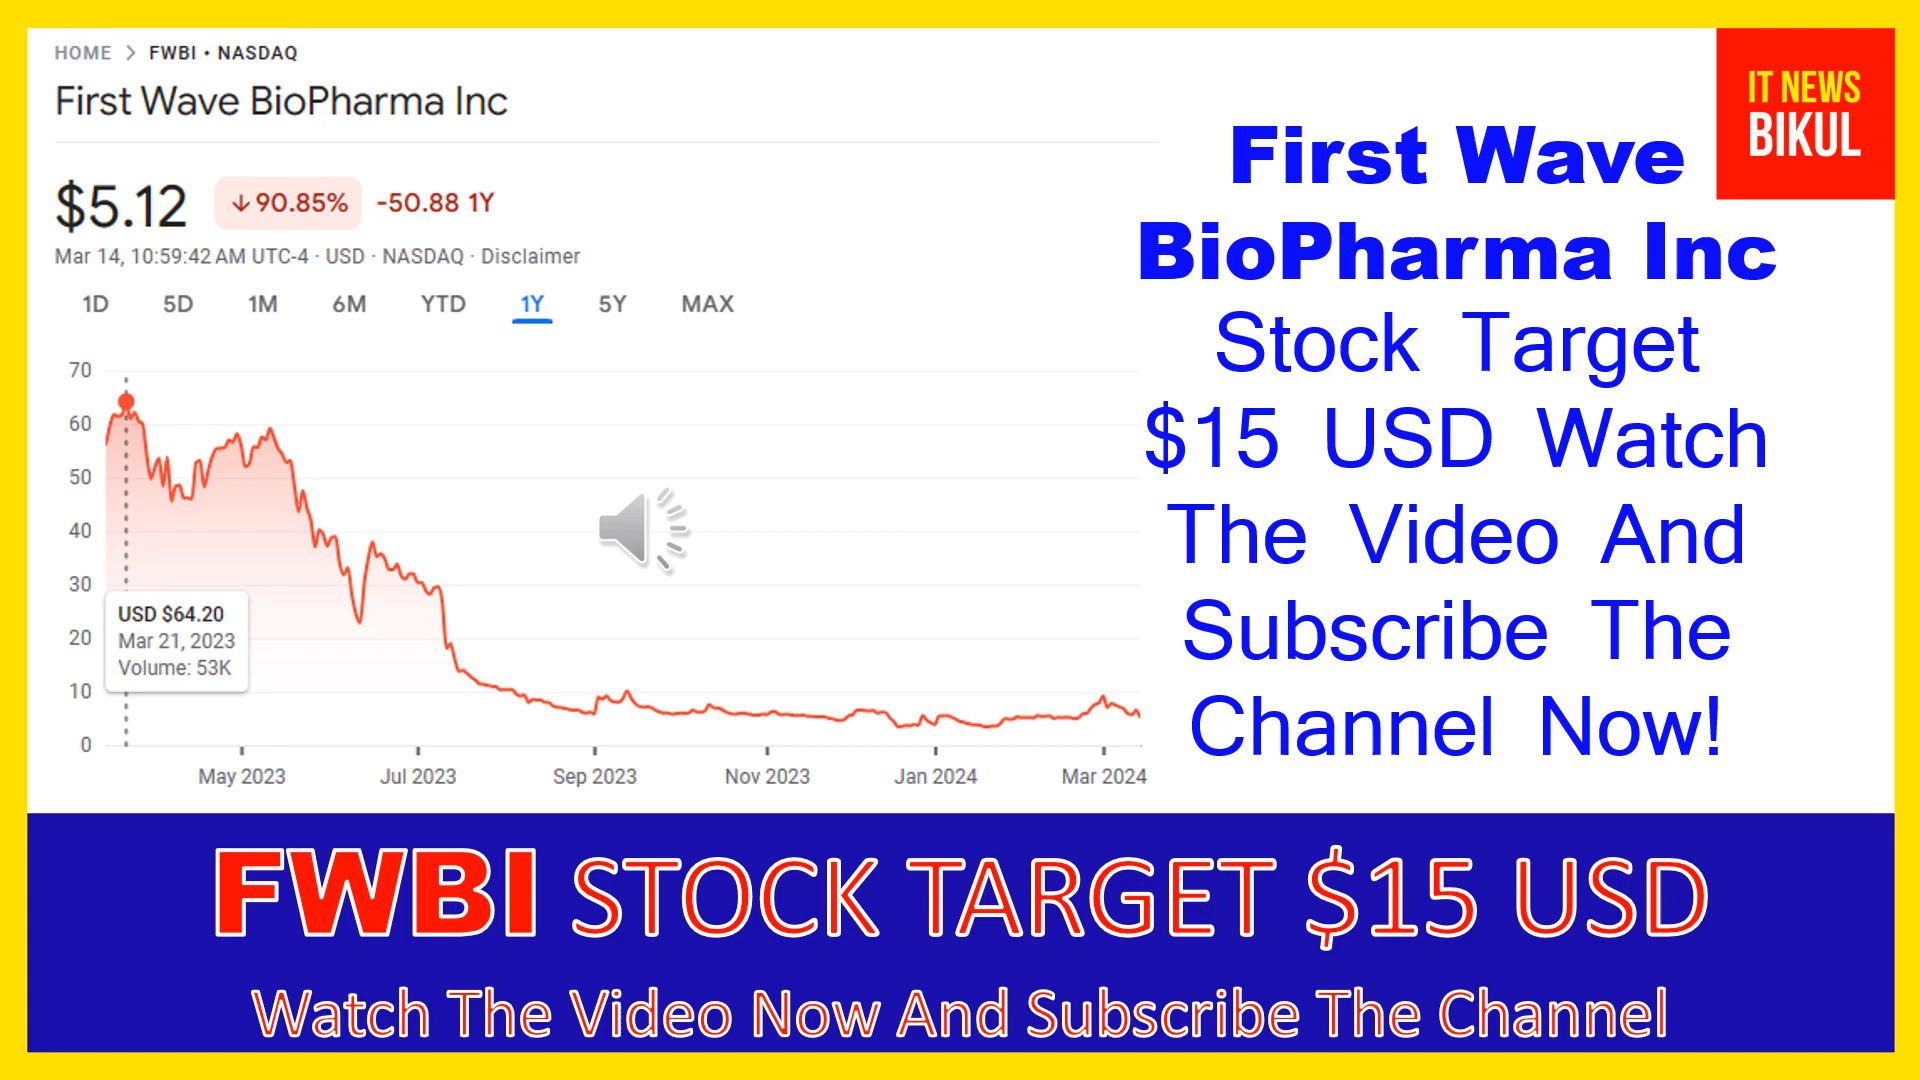 HOME > FWBI • NASDAQ
First Wave BioPharma Inc
$5.12 ↓90.85% -50.88 1Y
Mar 14, 10:59:42 AM UTC-4 · USD · NASDAQ · Disclaimer
1D 5D 1M 6M YTD 1Y 5Y MAX
70
60
50
40
30
20
10
0
USD $64.20
Mar 21, 2023
Volume: 53K
May 2023 Jul 2023 Sep 2023 Nov 2023 Jan 2024 Mar 2024
IT NEWS
BIKUL
First Wave
BioPharma Inc
Stock Target
$15 USD Watch
The Video And
Subscribe The
Channel Now!
FWBI STOCK TARGET $15 USD
Watch The Video Now And Subscribe The Channel